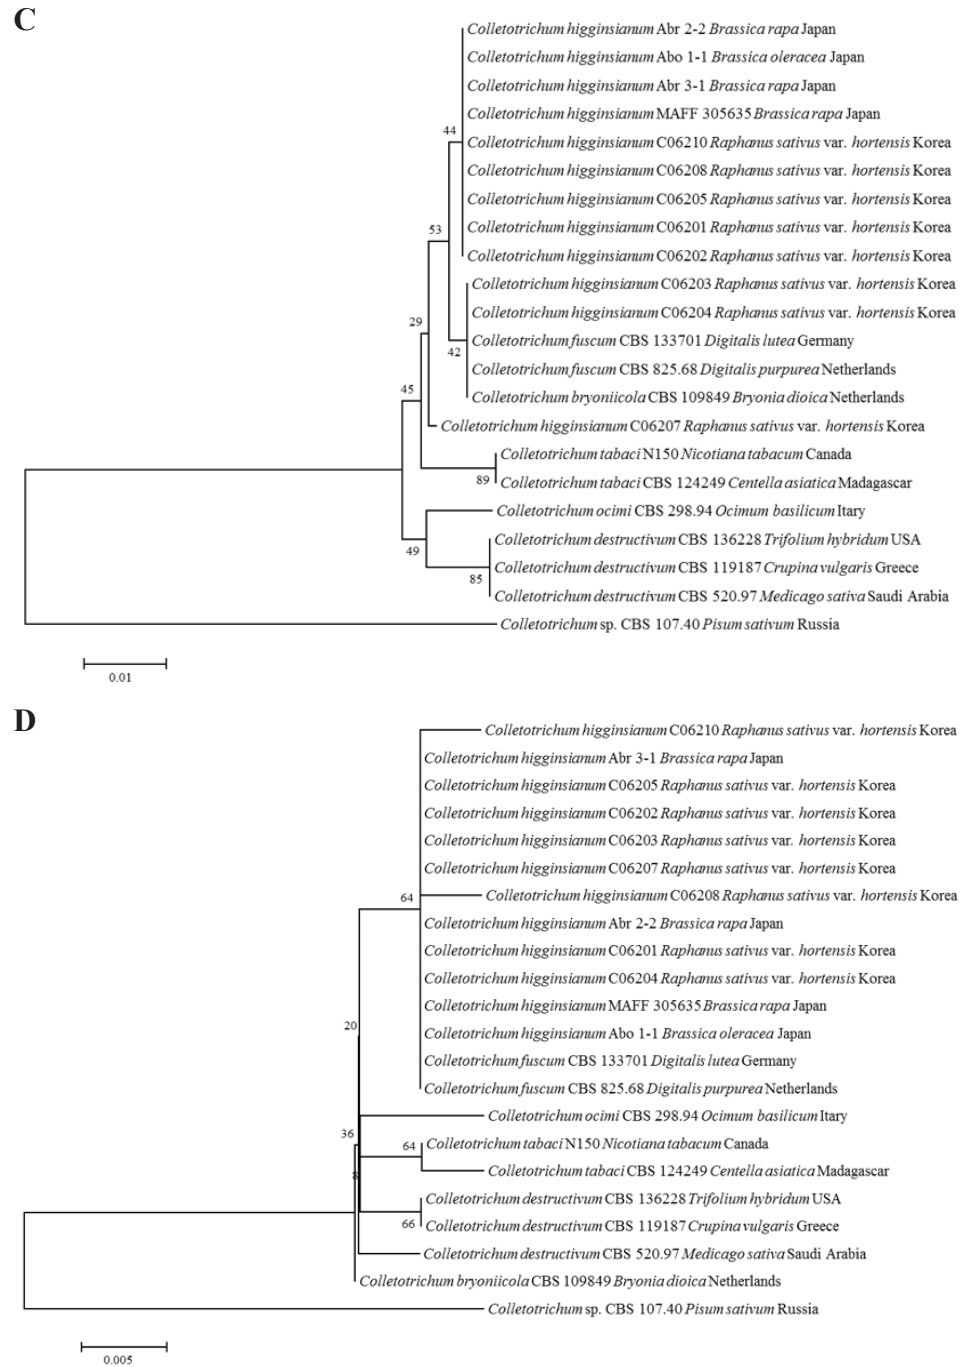 C
Colletotrichum higginsianum Abr 2-2 Brassica rapa Japan
Colletotrichum higginsianum Abo 1-1 Brassica oleracea Japan
Colletotrichum higginsianum Abr 3-1 Brassica rapa Japan
Colletotrichum higginsianum MAFF 305635 Brassica rapa Japan
44
Colletotrichum higginsianum C06210 Raphanus sativus var. hortensis Korea
Colletotrichum higginsianum C06208 Raphanus sativus var. hortensis Korea
Colletotrichum higginsianum C06205 Raphanus sativus var. hortensis Korea
Colletotrichum higginsianum C06201 Raphanus sativus var. hortensis Korea
53
Colletotrichum higginsianum C06202 Raphanus sativus var. hortensis Korea
Colletotrichum higginsianum C06203 Raphanus sativus var. hortensis Korea
Colletotrichum higginsianum C06204 Raphanus sativus var. hortensis Korea
29
Colletotrichum fuscum CBS 133701 Digitalis lutea Germany
42
Colletotrichum fuscum CBS 825.68 Digitalis purpurea Netherlands
45
Colletotrichum bryoniicola CBS 109849 Bryonia dioica Netherlands
Colletotrichum higginsianum C06207 Raphanus sativus var. hortensis Korea
Colletotrichum tabaci N150 Nicotiana tabacum Canada
89
Colletotrichum tabaci CBS 124249 Centella asiatica Madagascar
Colletotrichum ocimi CBS 298.94 Ocimum basilicum Itary
Colletotrichum destructivum CBS 136228 Trifolium hybridum USA
49
Colletotrichum destructivum CBS 119187 Crupina vulgaris Greece
85
Colletotrichum destructivum CBS 520.97 Medicago sativa Saudi Arabia
Colletotrichum sp. CBS 107.40 Pisum sativum Russia
0.01
D
Colletotrichum higginsianum C06210 Raphanus sativus var. hortensis Korea
Colletotrichum higginsianum Abr 3-1 Brassica rapa Japan
Colletotrichum higginsianum C06205 Raphanus sativus var. hortensis Korea
Colletotrichum higginsianum C06202 Raphanus sativus var. hortensis Korea
Colletotrichum higginsianum C06203 Raphanus sativus var. hortensis Korea
Colletotrichum higginsianum C06207 Raphanus sativus var. hortensis Korea
64
Colletotrichum higginsianum C06208 Raphanus sativus var. hortensis Korea
Colletotrichum higginsianum Abr 2-2 Brassica rapa Japan
Colletotrichum higginsianum C06201 Raphanus sativus var. hortensis Korea
Colletotrichum higginsianum C06204 Raphanus sativus var. hortensis Korea
Colletotrichum higginsianum MAFF 305635 Brassica rapa Japan
20
Colletotrichum higginsianum Abo 1-1 Brassica oleracea Japan
Colletotrichum fuscum CBS 133701 Digitalis lutea Germany
Colletotrichum fuscum CBS 825.68 Digitalis purpurea Netherlands
Colletotrichum ocimi CBS 298.94 Ocimum basilicum Itary
36
64
Colletotrichum tabaci N150 Nicotiana tabacum Canada
8
Colletotrichum tabaci CBS 124249 Centella asiatica Madagascar
Colletotrichum destructivum CBS 136228 Trifolium hybridum USA
66
Colletotrichum destructivum CBS 119187 Crupina vulgaris Greece
Colletotrichum destructivum CBS 520.97 Medicago sativa Saudi Arabia
Colletotrichum bryoniicola CBS 109849 Bryonia dioica Netherlands
Colletotrichum sp. CBS 107.40 Pisum sativum Russia
0.005